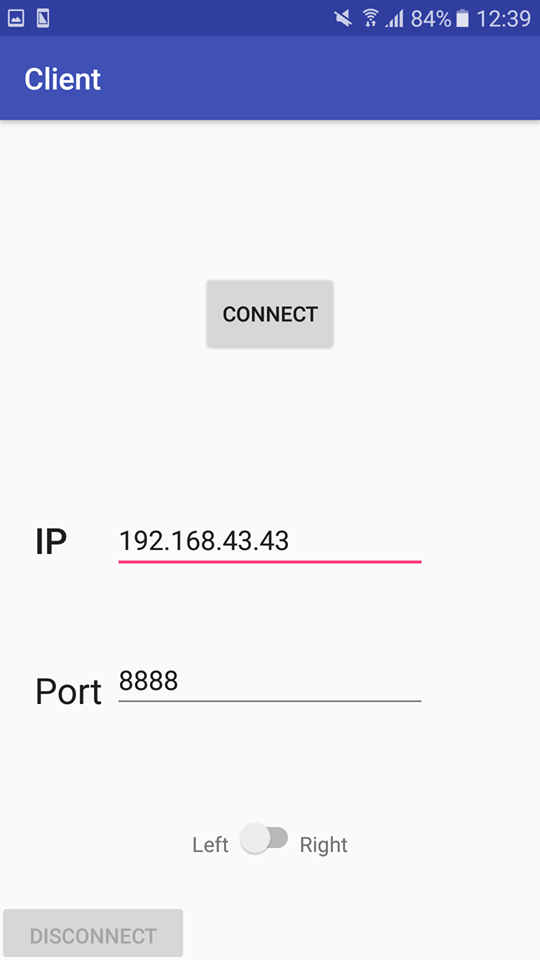 84% 12:39
Client
CONNECT
IP 192.168.43.43
Port 8888
Left Right
DISCONNECT